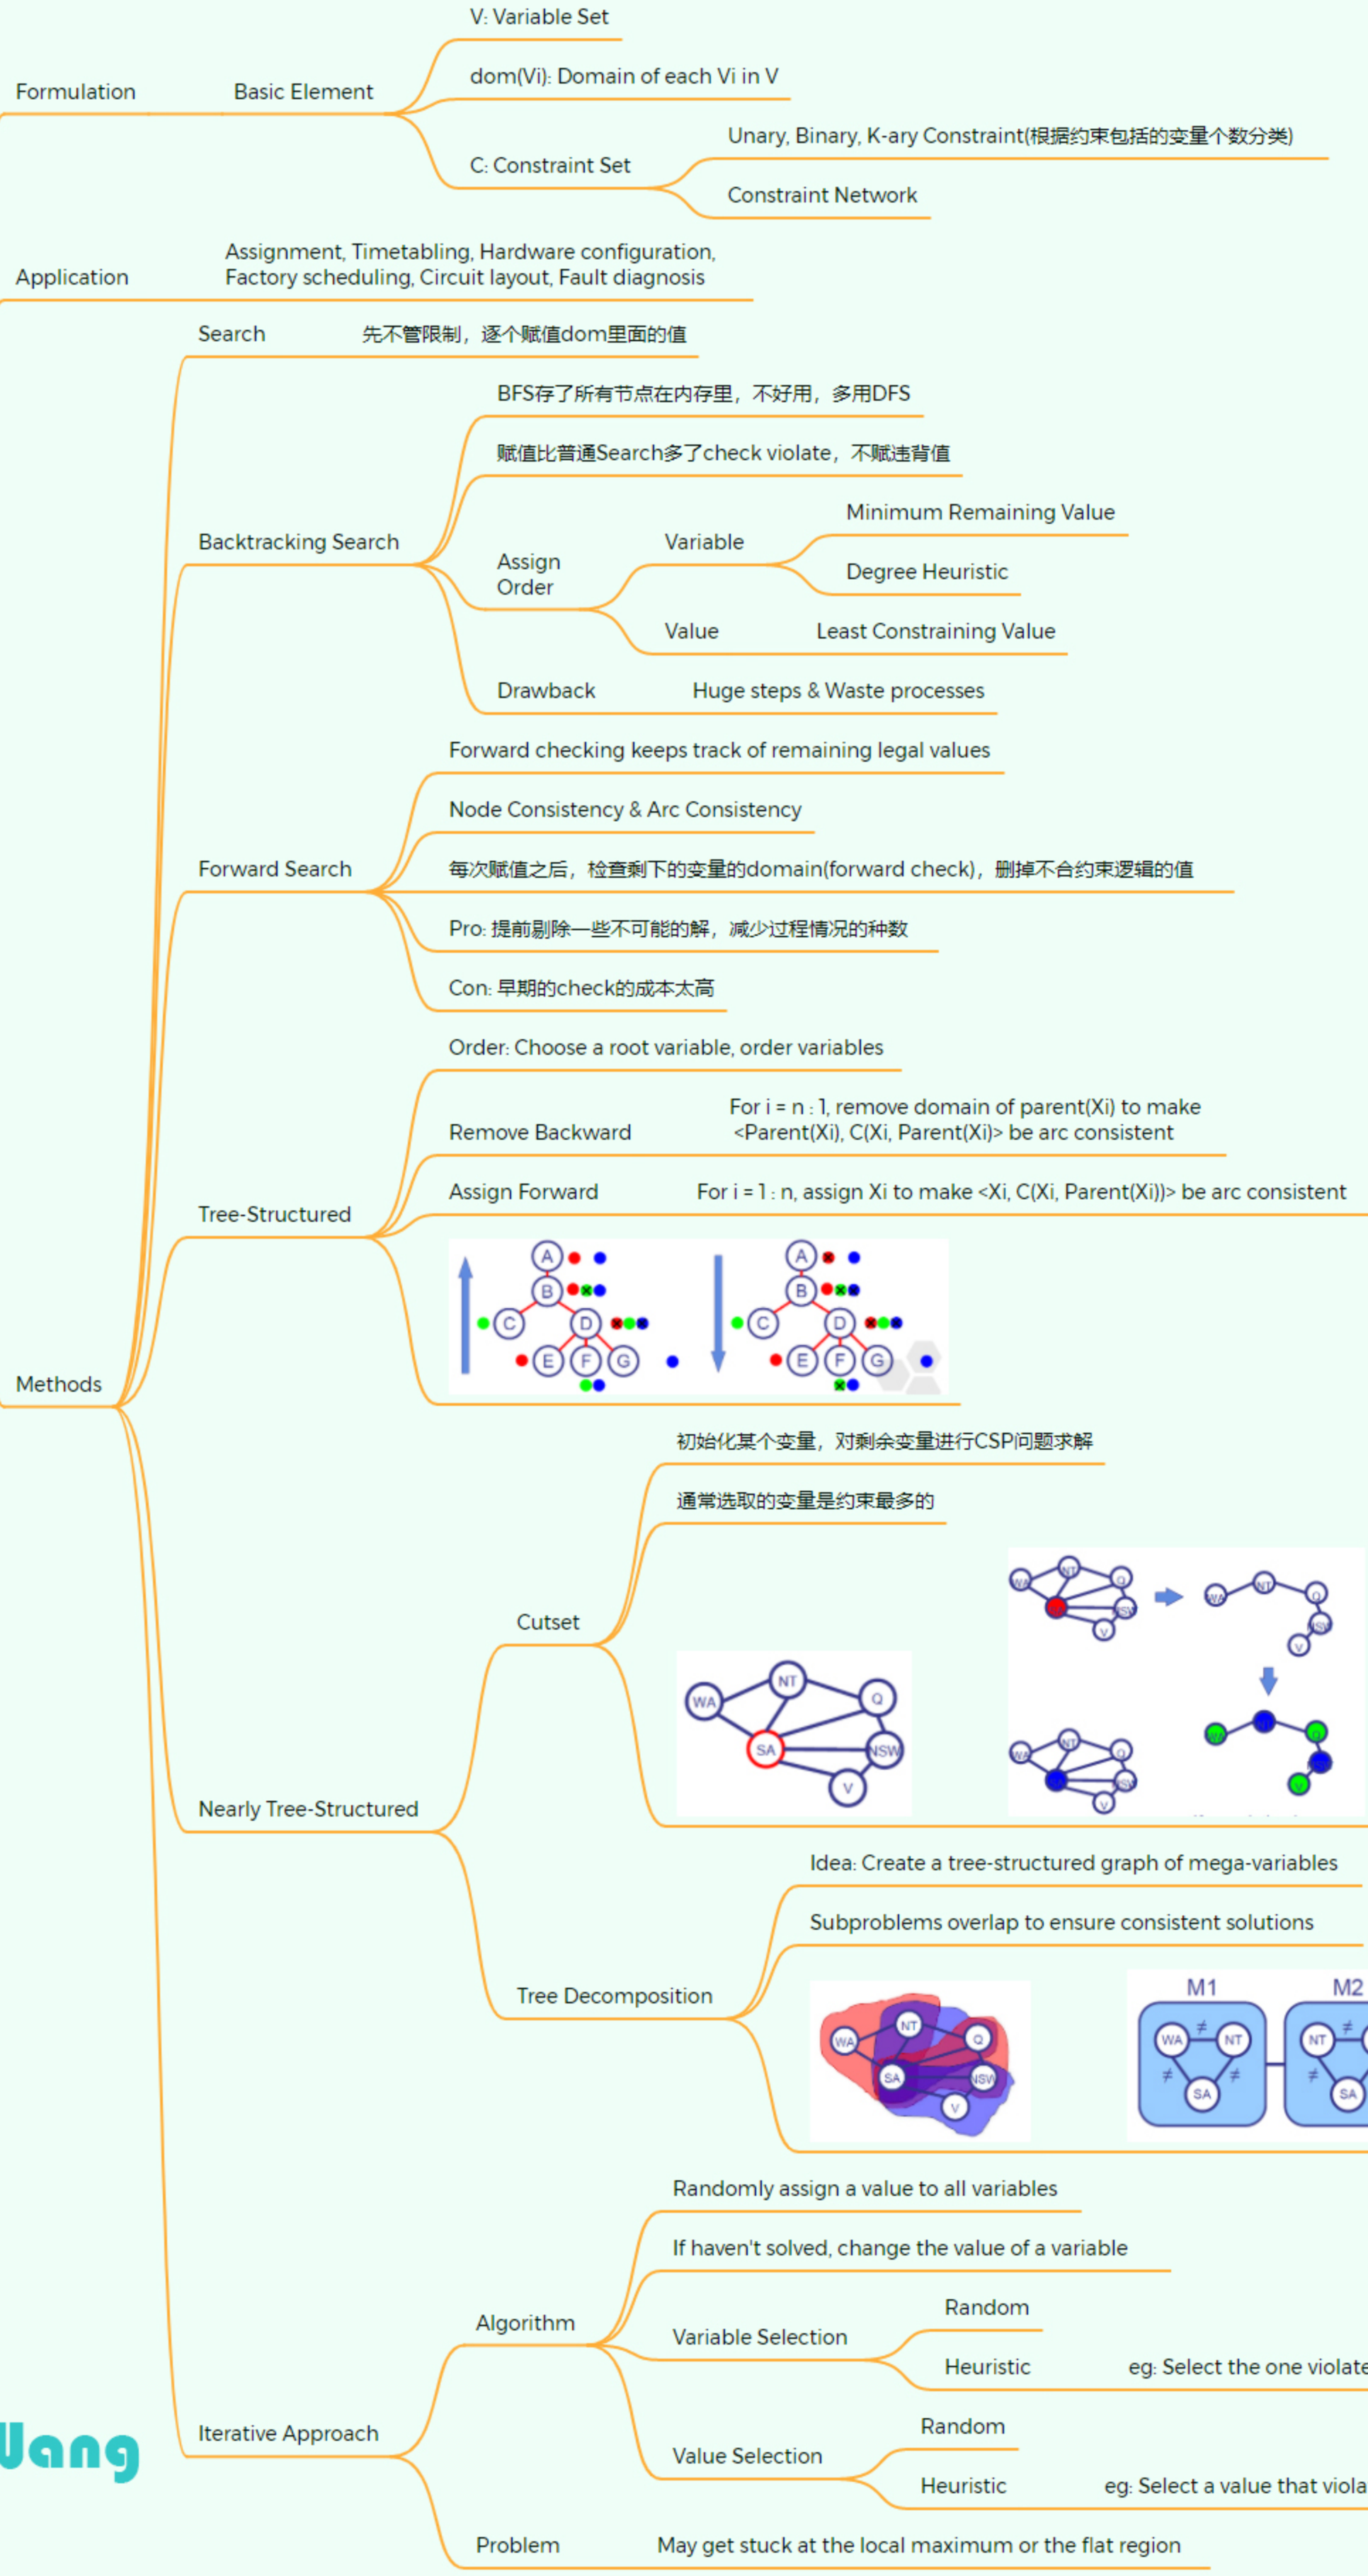 V: Variable Set
dom(Vi): Domain of each Vi in V
Formulation
Basic Element
Unary, Binary, K-ary Constraint(根据约束包括的变量个数分类)
C: Constraint Set
Constraint Network
Assignment, Timetabling, Hardware configuration,
Application
Factory scheduling, Circuit layout, Fault diagnosis
Search
先不管限制，逐个赋值dom里面的值
BFS存了所有节点在内存里，不好用，多用DFS
赋值比普通Search多了check violate，不赋违背值
Minimum Remaining Value
Backtracking Search
Variable
Assign
Order
Degree Heuristic
Value
Least Constraining Value
Drawback
Huge steps & Waste processes
Forward checking keeps track of remaining legal values
Node Consistency & Arc Consistency
Forward Search
每次赋值之后，检查剩下的变量的domain(forward check)，删掉不合约束逻辑的值
Pro: 提前剔除一些不可能的解，减少过程情况的种数
Con: 早期的check的成本太高
Order: Choose a root variable, order variables
For i = n : 1, remove domain of parent(Xi) to make
Remove Backward
<Parent(Xi), C(Xi, Parent(Xi)> be arc consistent
Assign Forward
For i = 1 : n, assign Xi to make <Xi, C(Xi, Parent(Xi))> be arc consistent
Tree-Structured
A
B
C
D
E
F
G
A
B
C
D
E
F
G
Methods
初始化某个变量，对剩余变量进行CSP问题求解
通常选取的变量是约束最多的
WA
NT
Q
NSW
V
WA
NT
Q
NSW
V
Cutset
WA
NT
Q
SA
NSW
V
WA
NT
Q
NSW
V
Nearly Tree-Structured
Idea: Create a tree-structured graph of mega-variables
Subproblems overlap to ensure consistent solutions
Tree Decomposition
WA
NT
Q
SA
NSW
V
M1
M2
WA
≠
NT
≠
≠
SA
NT
≠
≠
SA
Randomly assign a value to all variables
If haven't solved, change the value of a variable
Algorithm
Random
Variable Selection
Heuristic
eg: Select the one violate
Iterative Approach
Random
Value Selection
Heuristic
eg: Select a value that viola
Problem
May get stuck at the local maximum or the flat region